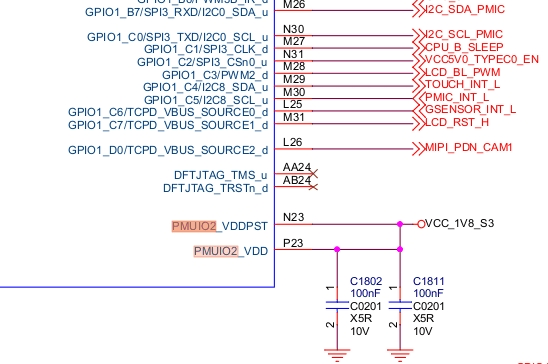 M26
GPIO1_B7/SPI3_RXD/I2C0_SDA_u I2C_SDA_PMIC
GPIO1_C0/SPI3_TXD/I2C0_SCL_u N30 I2C_SCL_PMIC
GPIO1_C1/SPI3_CLK_d M27 CPU_B_SLEEP
GPIO1_C2/SPI3_CSn0_u N31 VCC5V0_TYPEC0_EN
GPIO1_C3/PWM2_d M28 LCD_BL_PWM
GPIO1_C4/I2C8_SDA_u M29 TOUCH_INT_L
GPIO1_C5/I2C8_SCL_u M30 PMIC_INT_L
GPIO1_C6/TCPD_VBUS_SOURCE0_d L25 GSENSOR_INT_L
GPIO1_C7/TCPD_VBUS_SOURCE1_d M31 LCD_RST_H
GPIO1_D0/TCPD_VBUS_SOURCE2_d L26 MIPI_PDN_CAM1
DFTJTAG_TMS_u AA24
DFTJTAG_TRSTn_d AB24
PMUIO2_VDDPST N23 VCC_1V8_S3
PMUIO2_VDD P23
1 C1802 1 C1811
100nF 100nF
C0201 C0201
2 X5R 2 X5R
10V 10V